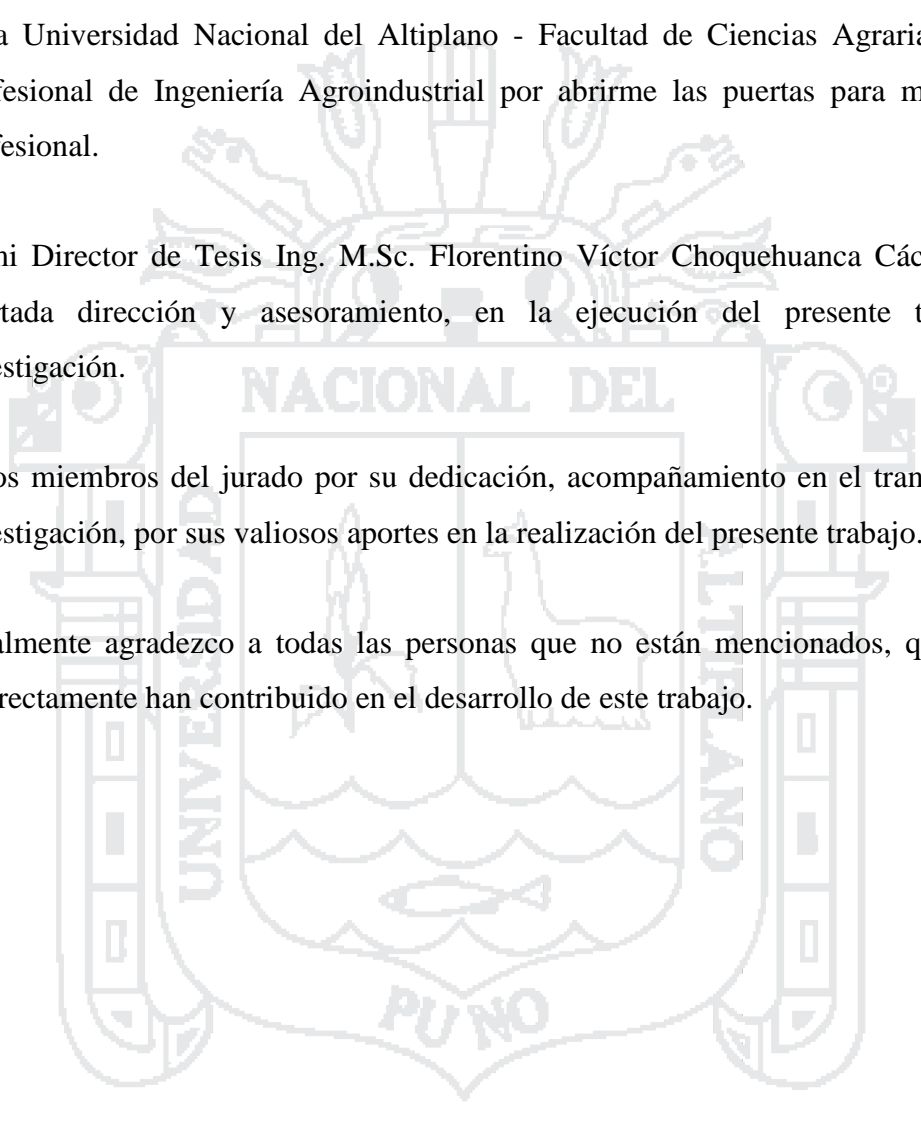 a Universidad Nacional del Altiplano - Facultad de Ciencias Agraria
fesional de Ingeniería Agroindustrial por abrirme las puertas para m
fesional.
ni Director de Tesis Ing. M.Sc. Florentino Víctor Choquehuanca Các
rtada dirección y asesoramiento, en la ejecución del presente t
estigación.
NACIONAL DEL
os miembros del jurado por su dedicación, acompañamiento en el tran
estigación, por sus valiosos aportes en la realización del presente trabajo.
UNIVERSIDAD
ALTIPLANO
almente agradezco a todas las personas que no están mencionados, q
rectamente han contribuido en el desarrollo de este trabajo.
PUNO